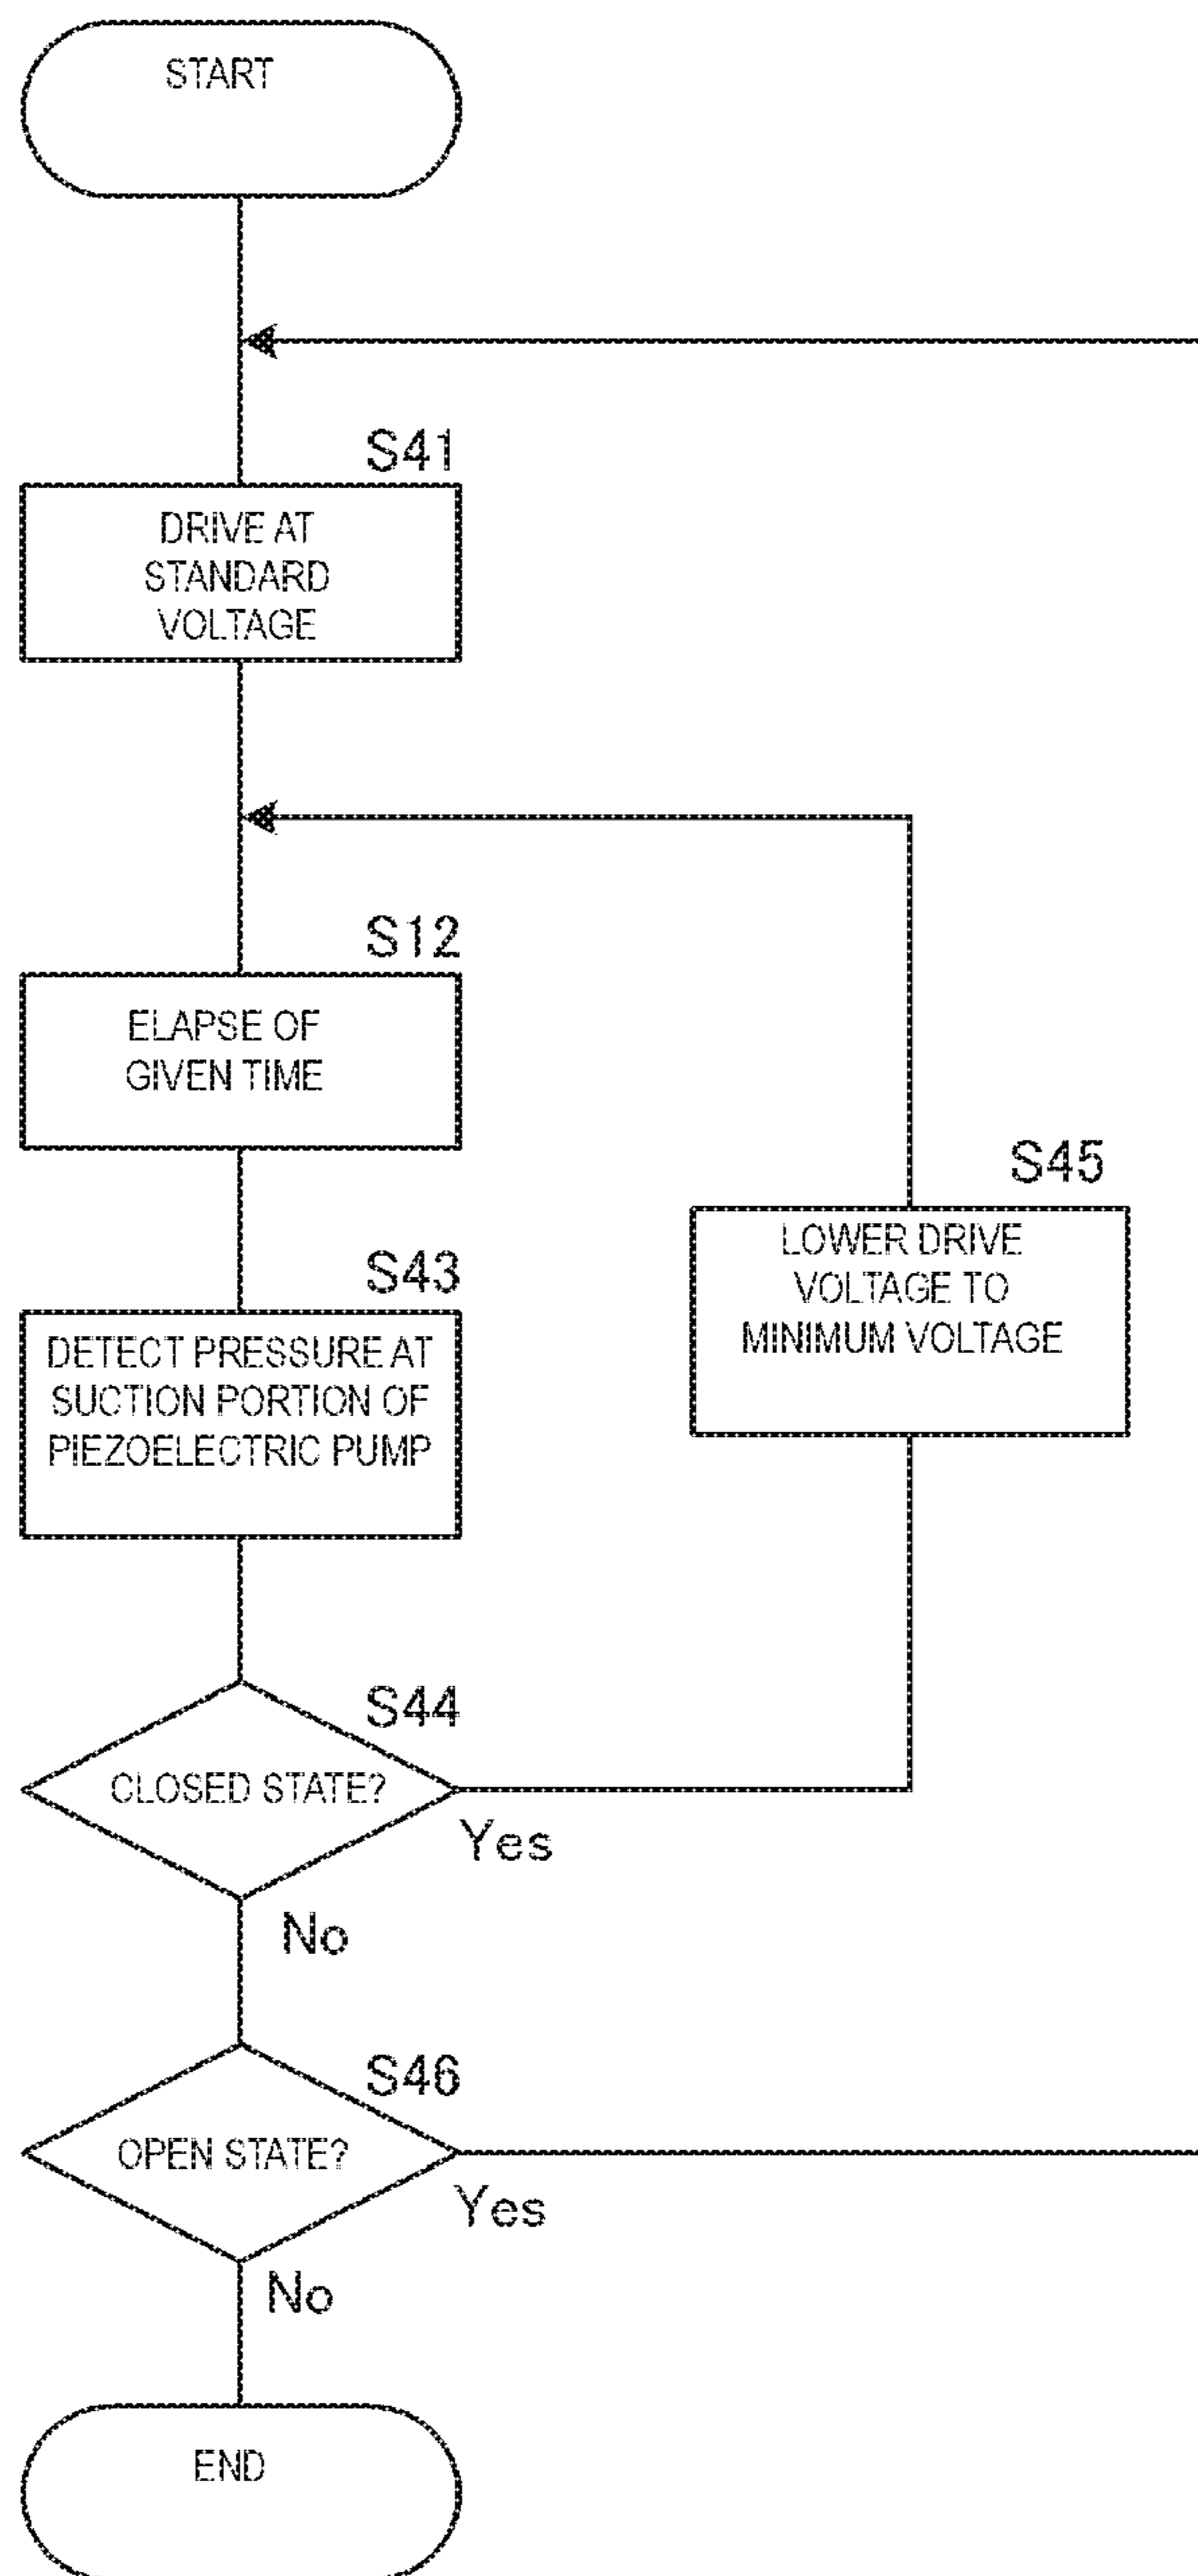 START
S41
DRIVE AT
STANDARD
VOLTAGE
S12
ELAPSE OF
GIVEN TIME
S45
LOWER DRIVE
VOLTAGE TO
MINIMUM VOLTAGE
S43
DETECT PRESSURE AT
SUCTION PORTION OF
PIEZOELECTRIC PUMP
S44
CLOSED STATE?
Yes
No
S46
OPEN STATE?
Yes
No
END